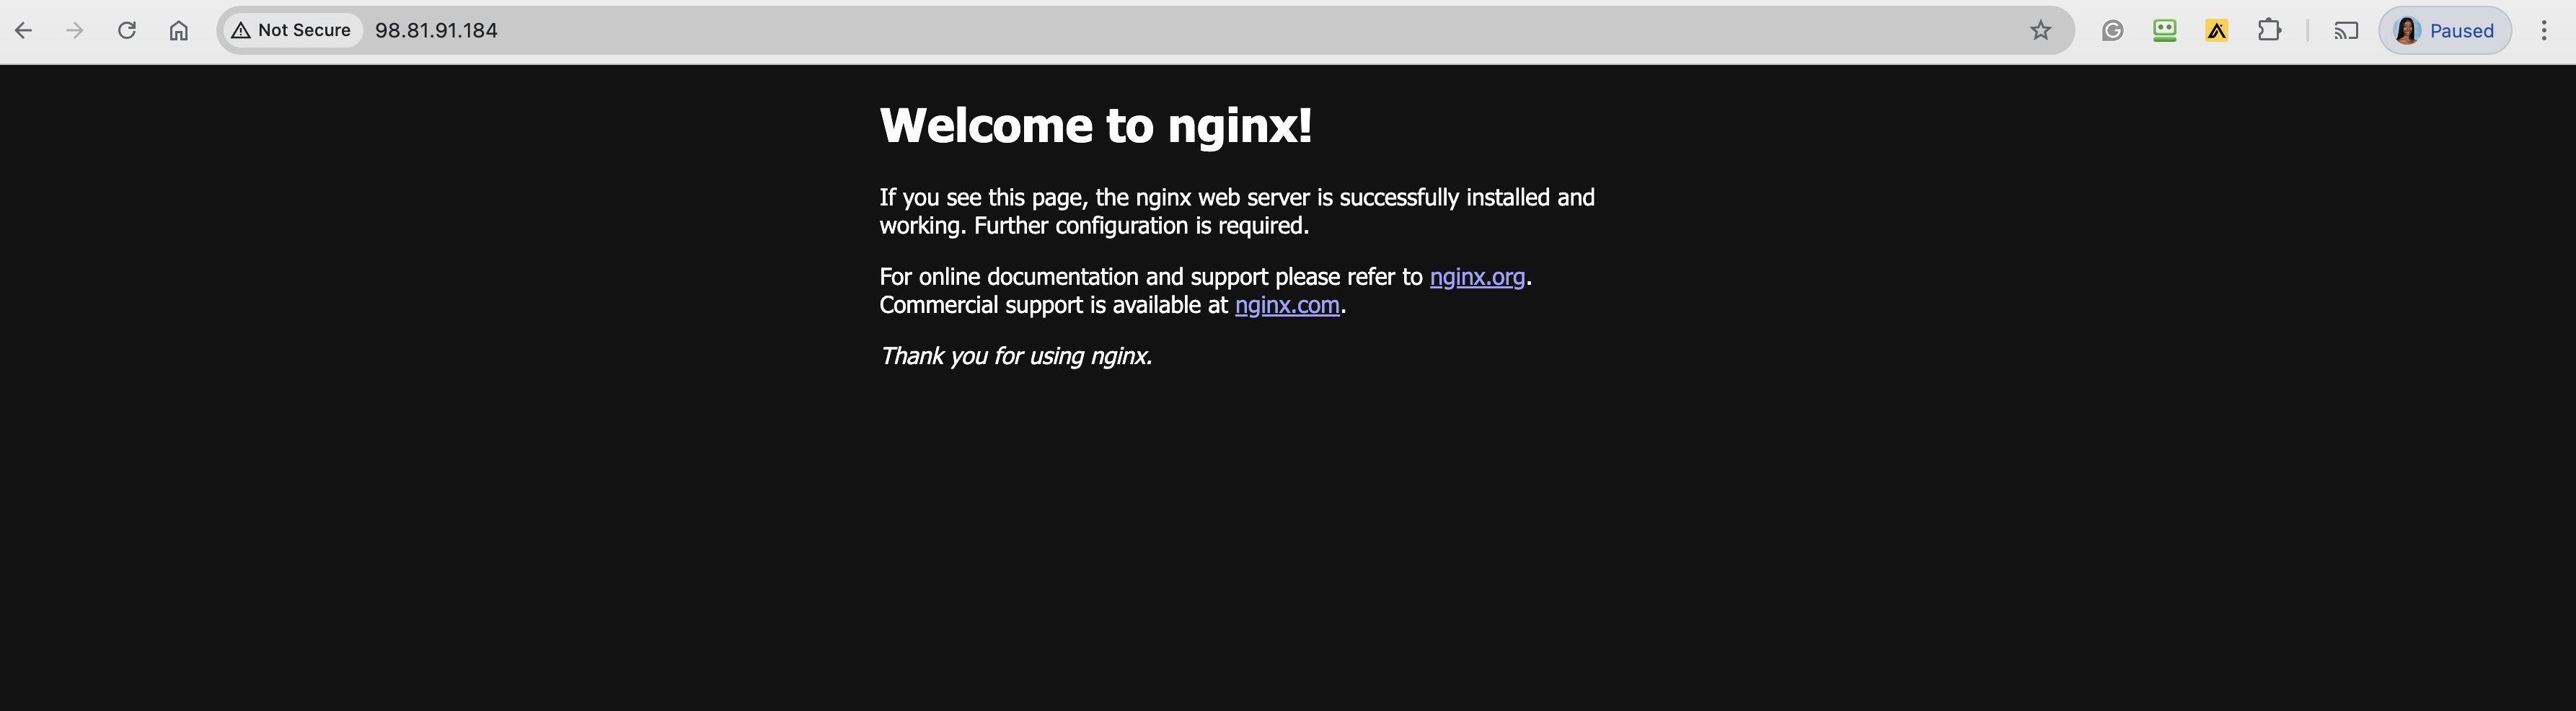 Not Secure 98.81.91.184 Paused
Welcome to nginx!
If you see this page, the nginx web server is successfully installed and
working. Further configuration is required.
For online documentation and support please refer to nginx.org.
Commercial support is available at nginx.com.
Thank you for using nginx.